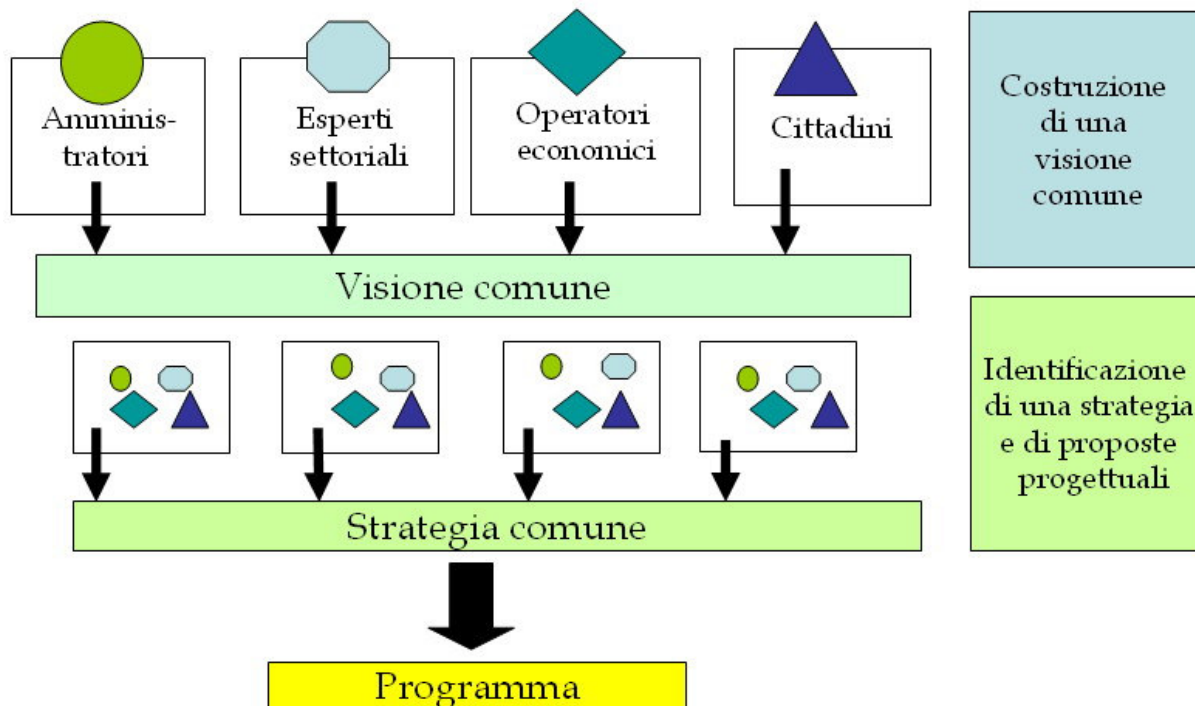 Amminis-
tratori
Esperti
settoriali
Operatori
economici
Cittadini
Costruzione
di una
visione
comune
Visione comune
Identificazione
di una strategia
e di proposte
progettuali
Strategia comune
Programma